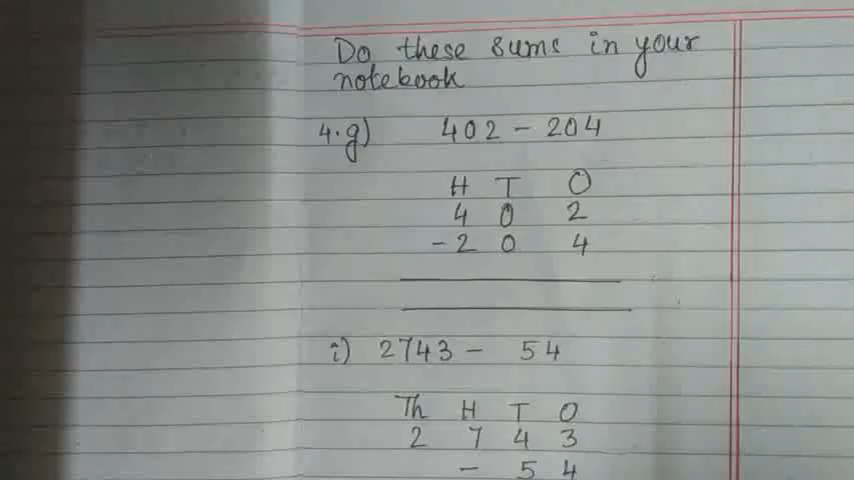 Do these sums in your
notebook
4.g) 402 - 204
H T O
4 0 2
- 2 0 4
i) 2743 - 54
Th H T O
2 7 4 3
- 5 4